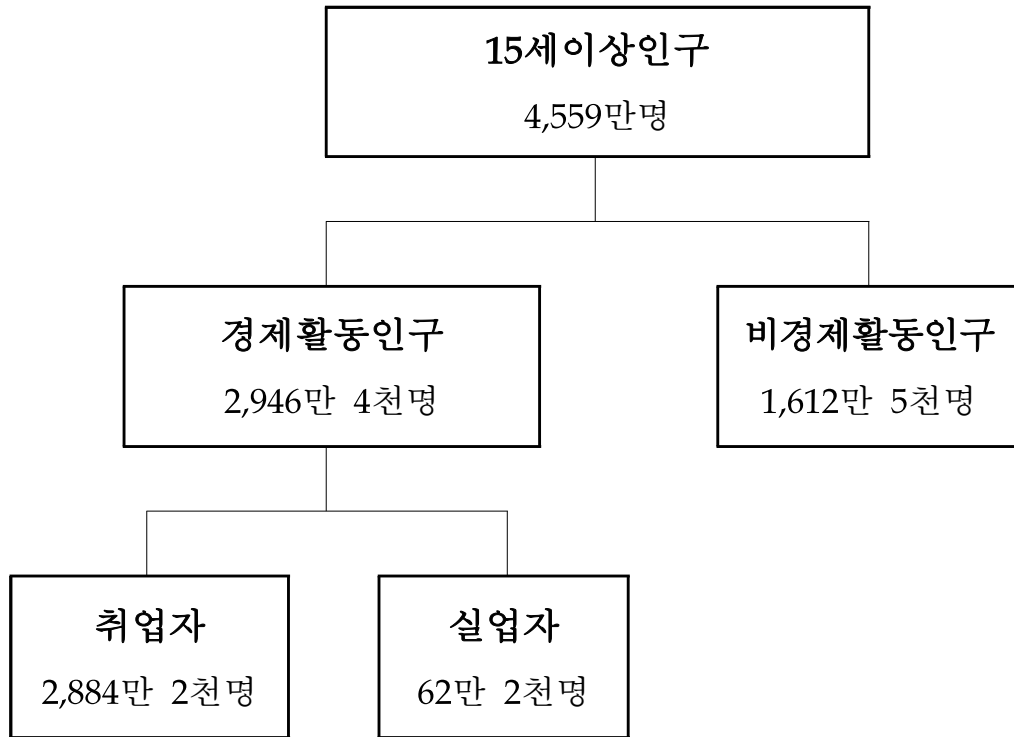 15세이상인구
4,559만명
경제활동인구
2,946만 4천명
비경제활동인구
1,612만 5천명
취업자
2,884만 2천명
실업자
62만 2천명